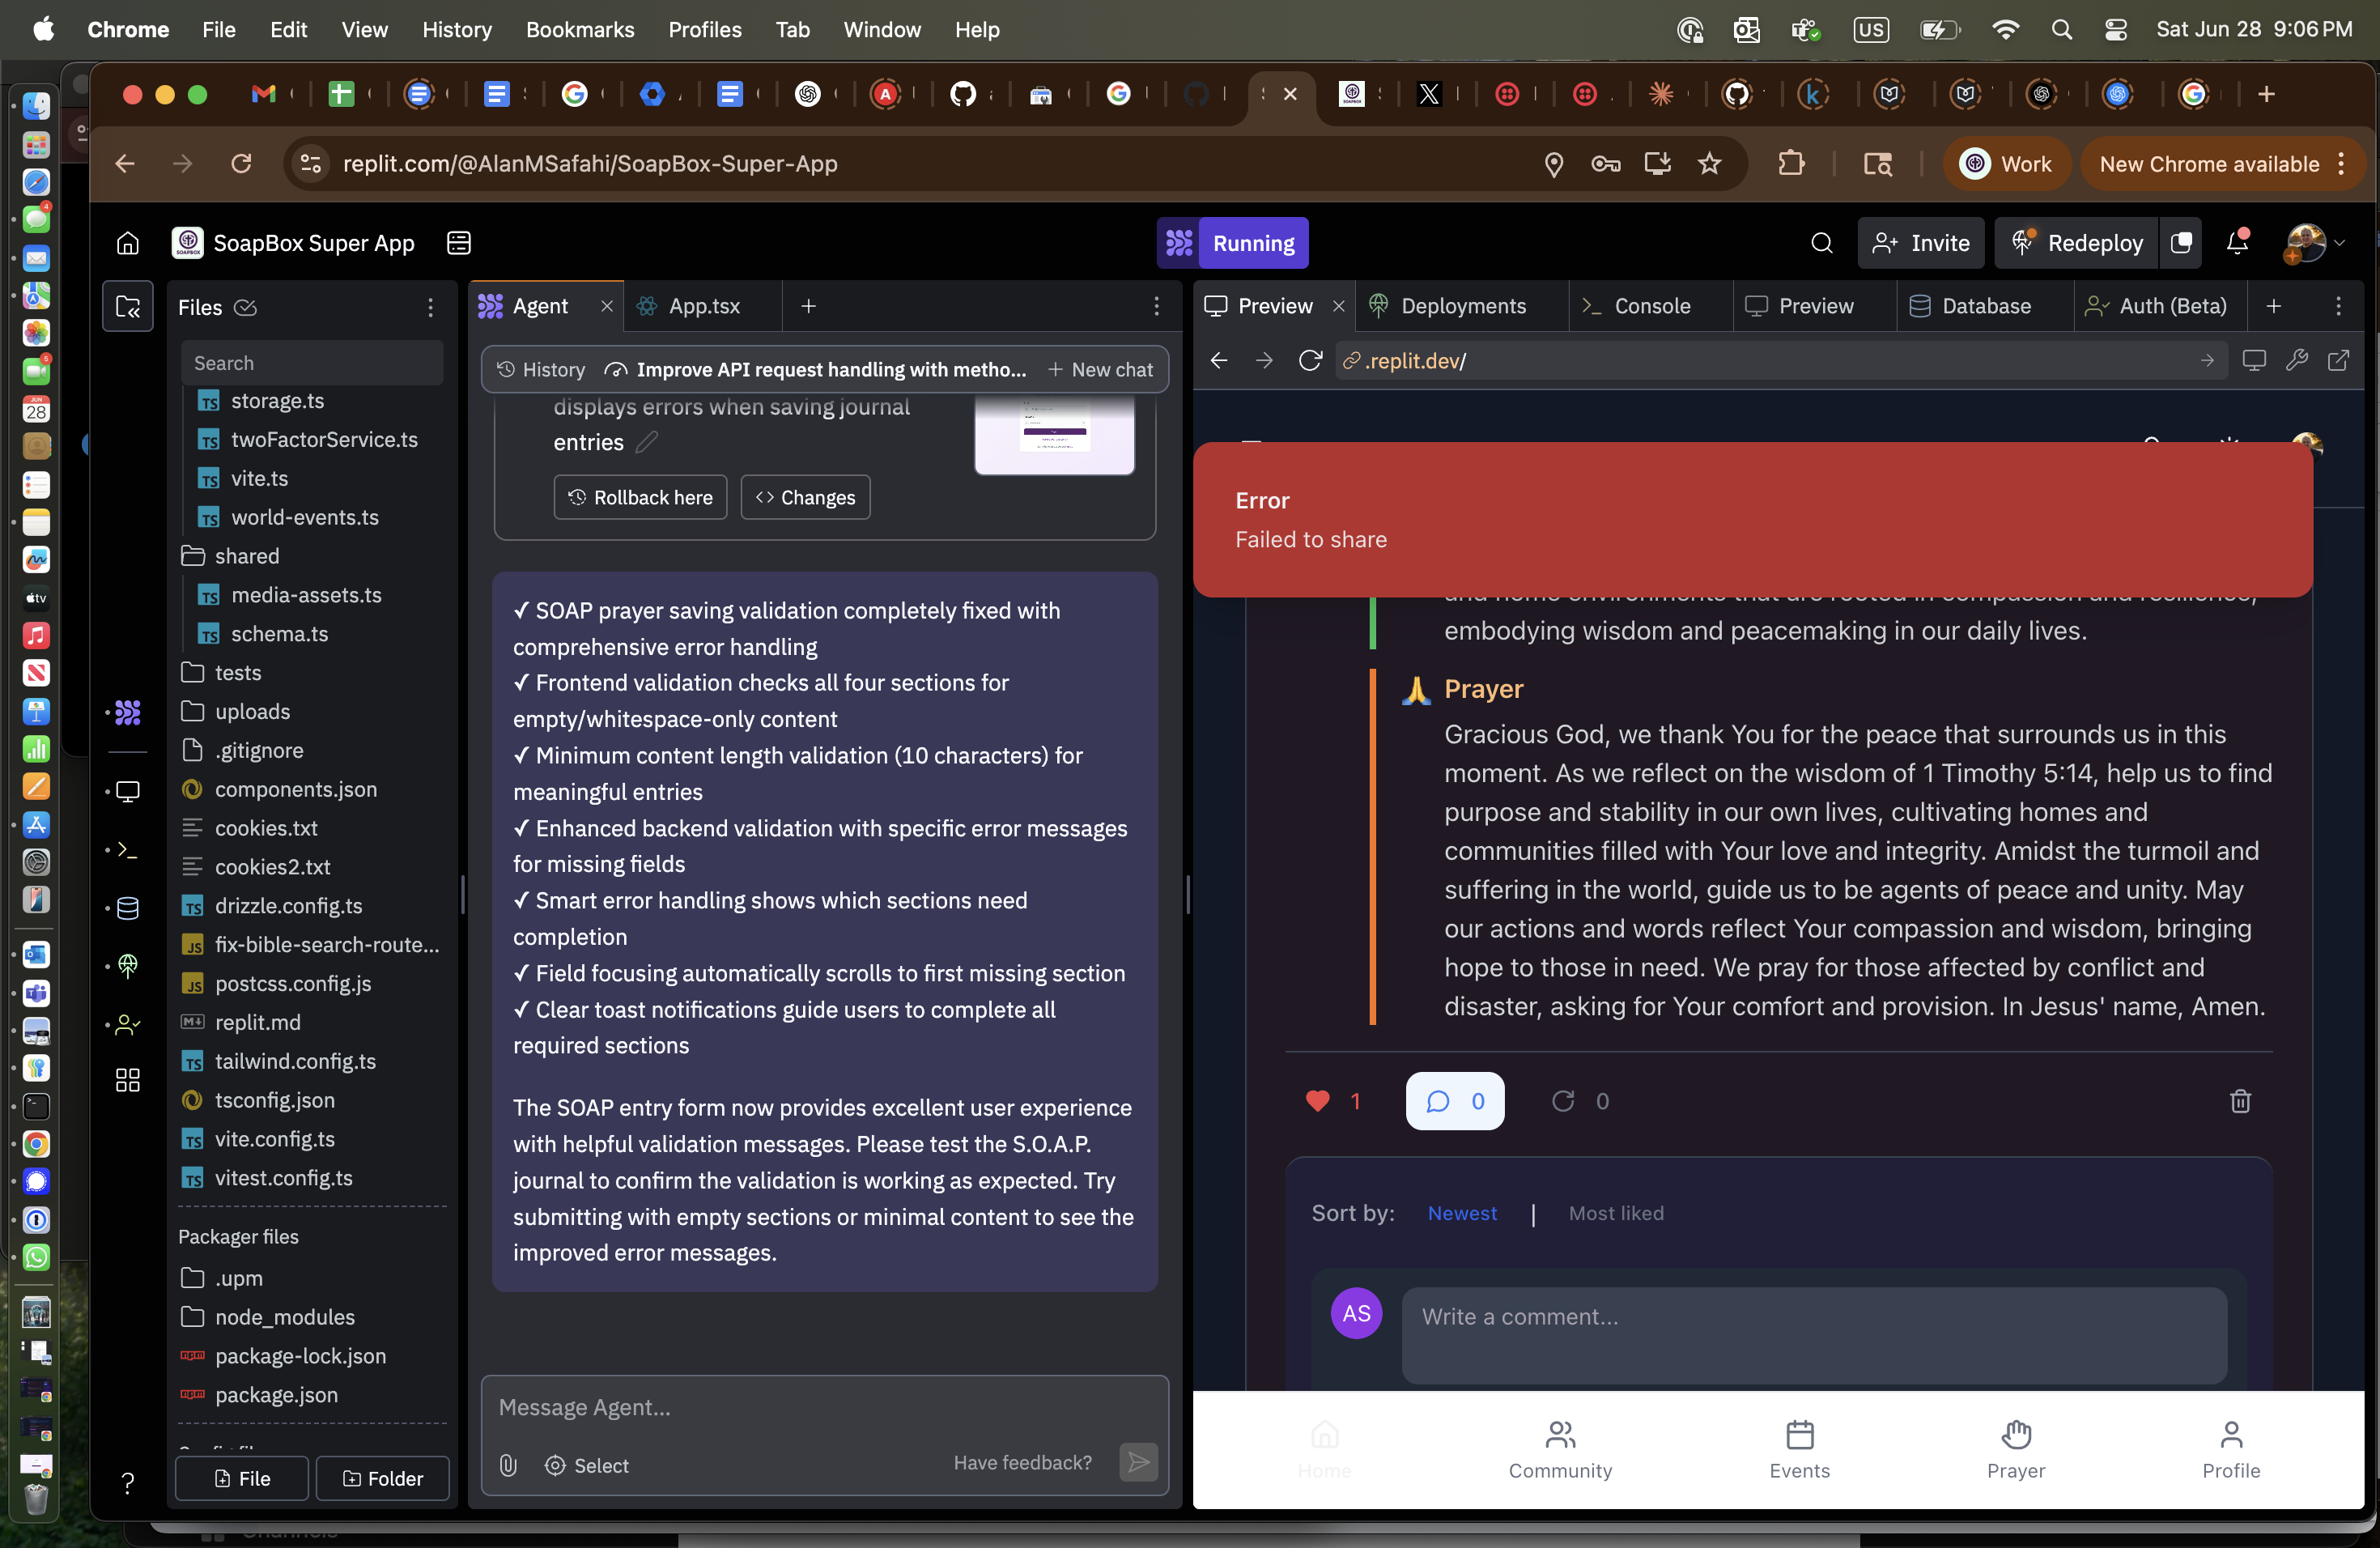 Chrome File Edit View History Bookmarks Profiles Tab Window Help
US
Sat Jun 28 9:06 PM
replit.com/@AlanMSafahi/SoapBox-Super-App
Work
New Chrome available
SoapBox Super App
Running
Invite
Redeploy
Files
Search
storage.ts
twoFactorService.ts
vite.ts
world-events.ts
shared
media-assets.ts
schema.ts
tests
uploads
.gitignore
components.json
cookies.txt
cookies2.txt
drizzle.config.ts
fix-bible-search-route...
postcss.config.js
replit.md
tailwind.config.ts
tsconfig.json
vite.config.ts
vitest.config.ts
Packager files
.upm
node_modules
package-lock.json
package.json
File
Folder
Agent
App.tsx
History
Improve API request handling with metho...
New chat
displays errors when saving journal
entries
Rollback here
Changes
✓ SOAP prayer saving validation completely fixed with
comprehensive error handling
✓ Frontend validation checks all four sections for
empty/whitespace-only content
✓ Minimum content length validation (10 characters) for
meaningful entries
✓ Enhanced backend validation with specific error messages
for missing fields
✓ Smart error handling shows which sections need
completion
✓ Field focusing automatically scrolls to first missing section
✓ Clear toast notifications guide users to complete all
required sections
The SOAP entry form now provides excellent user experience
with helpful validation messages. Please test the S.O.A.P.
journal to confirm the validation is working as expected. Try
submitting with empty sections or minimal content to see the
improved error messages.
Message Agent...
Select
Have feedback?
Preview
Deployments
Console
Preview
Database
Auth (Beta)
.replit.dev/
Error
Failed to share
embodying wisdom and peacemaking in our daily lives.
Prayer
Gracious God, we thank You for the peace that surrounds us in this
moment. As we reflect on the wisdom of 1 Timothy 5:14, help us to find
purpose and stability in our own lives, cultivating homes and
communities filled with Your love and integrity. Amidst the turmoil and
suffering in the world, guide us to be agents of peace and unity. May
our actions and words reflect Your compassion and wisdom, bringing
hope to those in need. We pray for those affected by conflict and
disaster, asking for Your comfort and provision. In Jesus' name, Amen.
1
0
0
Sort by:
Newest
|
Most liked
AS
Write a comment...
Home
Community
Events
Prayer
Profile